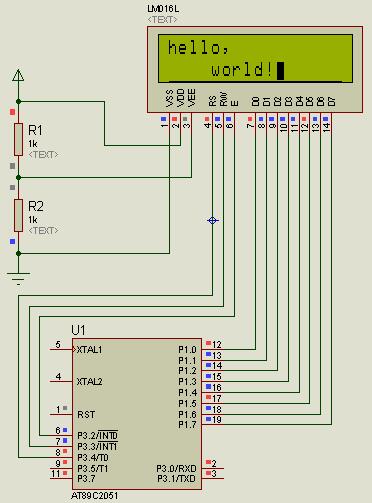 LM016L
<TEXT>
hello,
world!
VSS
VDD
VEE
RS
RW
E
D0
D1
D2
D3
D4
D5
D6
D7
1
2
3
4
5
6
7
8
9
10
11
12
13
14
R1
1k
<TEXT>
R2
1k
<TEXT>
U1
5 XTAL1 P1.0 12
P1.1 13
P1.2 14
4 XTAL2 P1.3 15
P1.4 16
P1.5 17
1 RST P1.6 18
P1.7 19
6 P3.2/INT0
7 P3.3/INT1
8 P3.4/T0
9 P3.5/T1 P3.0/RXD 2
11 P3.7 P3.1/TXD 3
AT89C2051